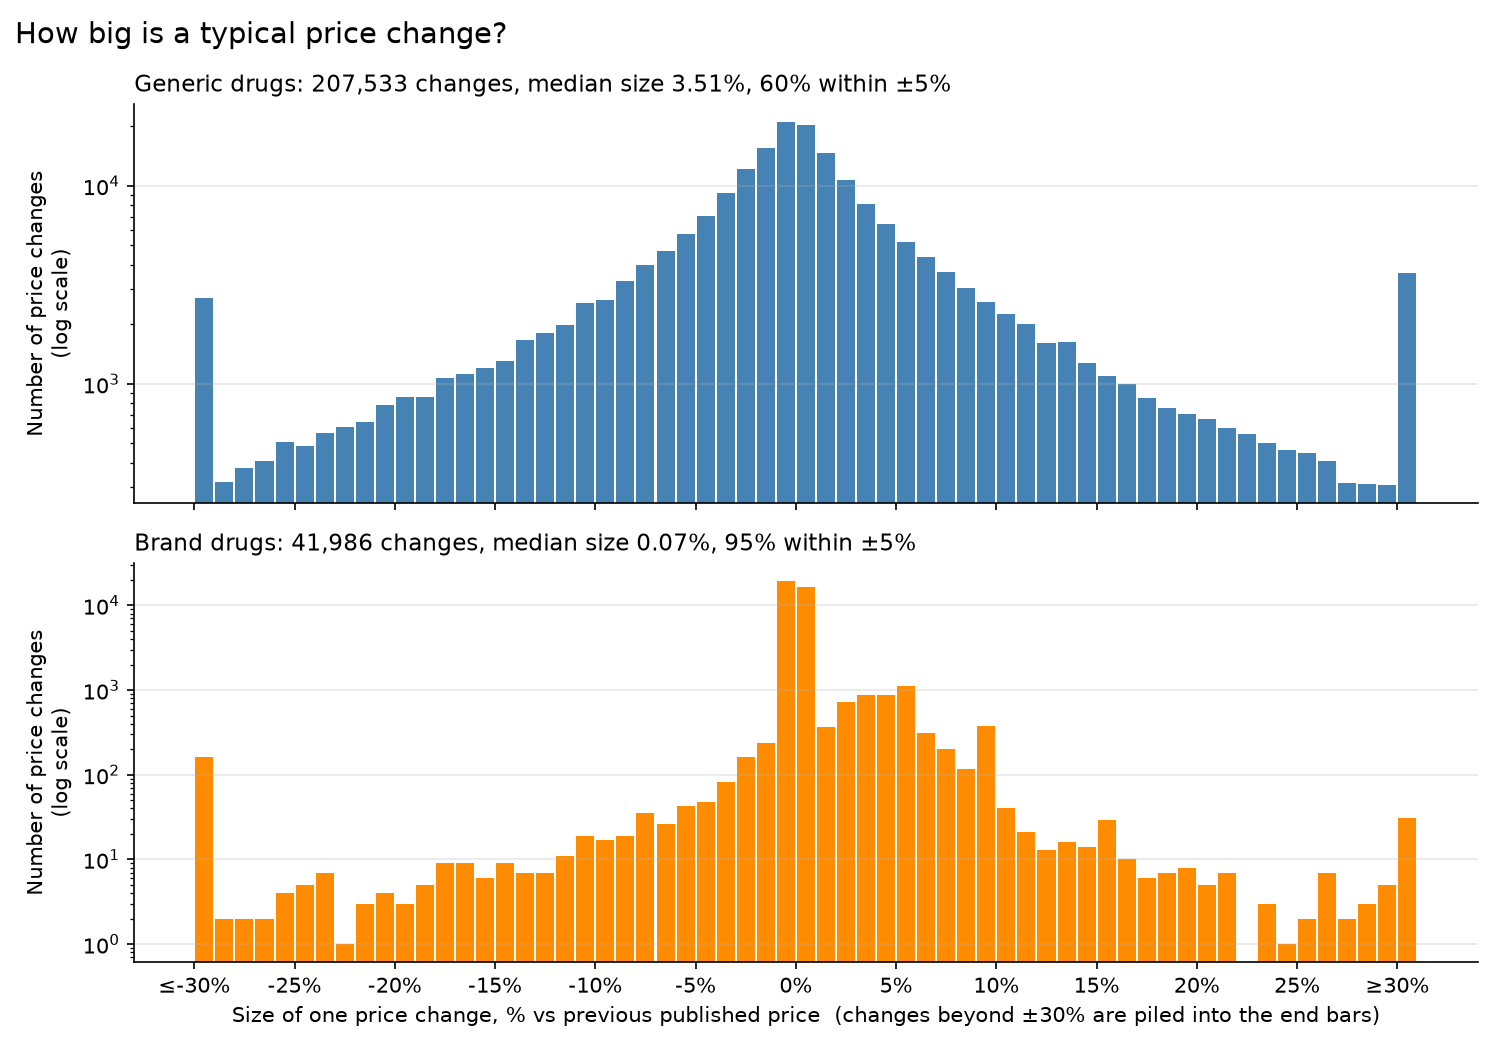 How big is a typical price change?
Generic drugs: 207,533 changes, median size 3.51%, 60% within ±5%
Number of price changes
(log scale)
10⁴
10³
Brand drugs: 41,986 changes, median size 0.07%, 95% within ±5%
Number of price changes
(log scale)
10⁴
10³
10²
10¹
10⁰
≤-30% -25% -20% -15% -10% -5% 0% 5% 10% 15% 20% 25% ≥30%
Size of one price change, % vs previous published price (changes beyond ±30% are piled into the end bars)